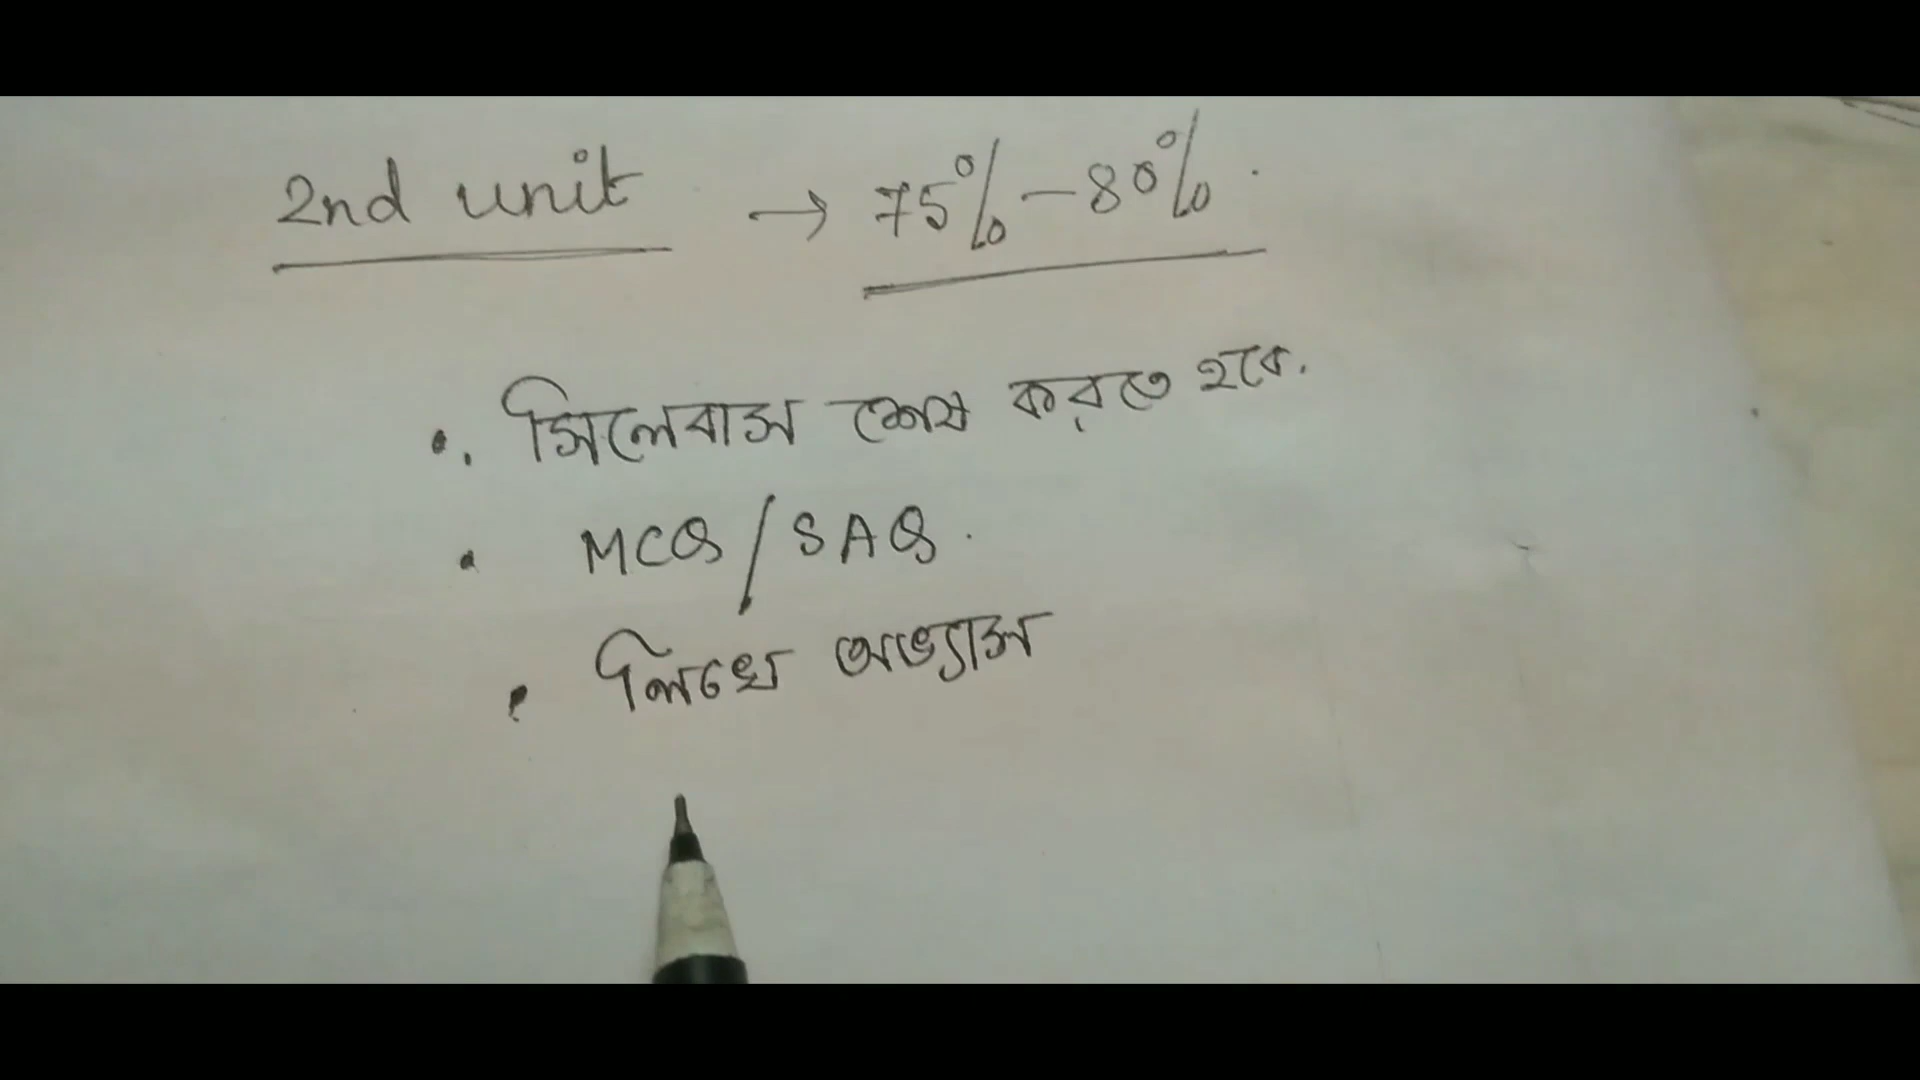 2nd unit → 75% - 80%.
• সিলেবাস শেষ করতে হবে.
• MCQ / SAQ.
• লিখে অভ্যাস